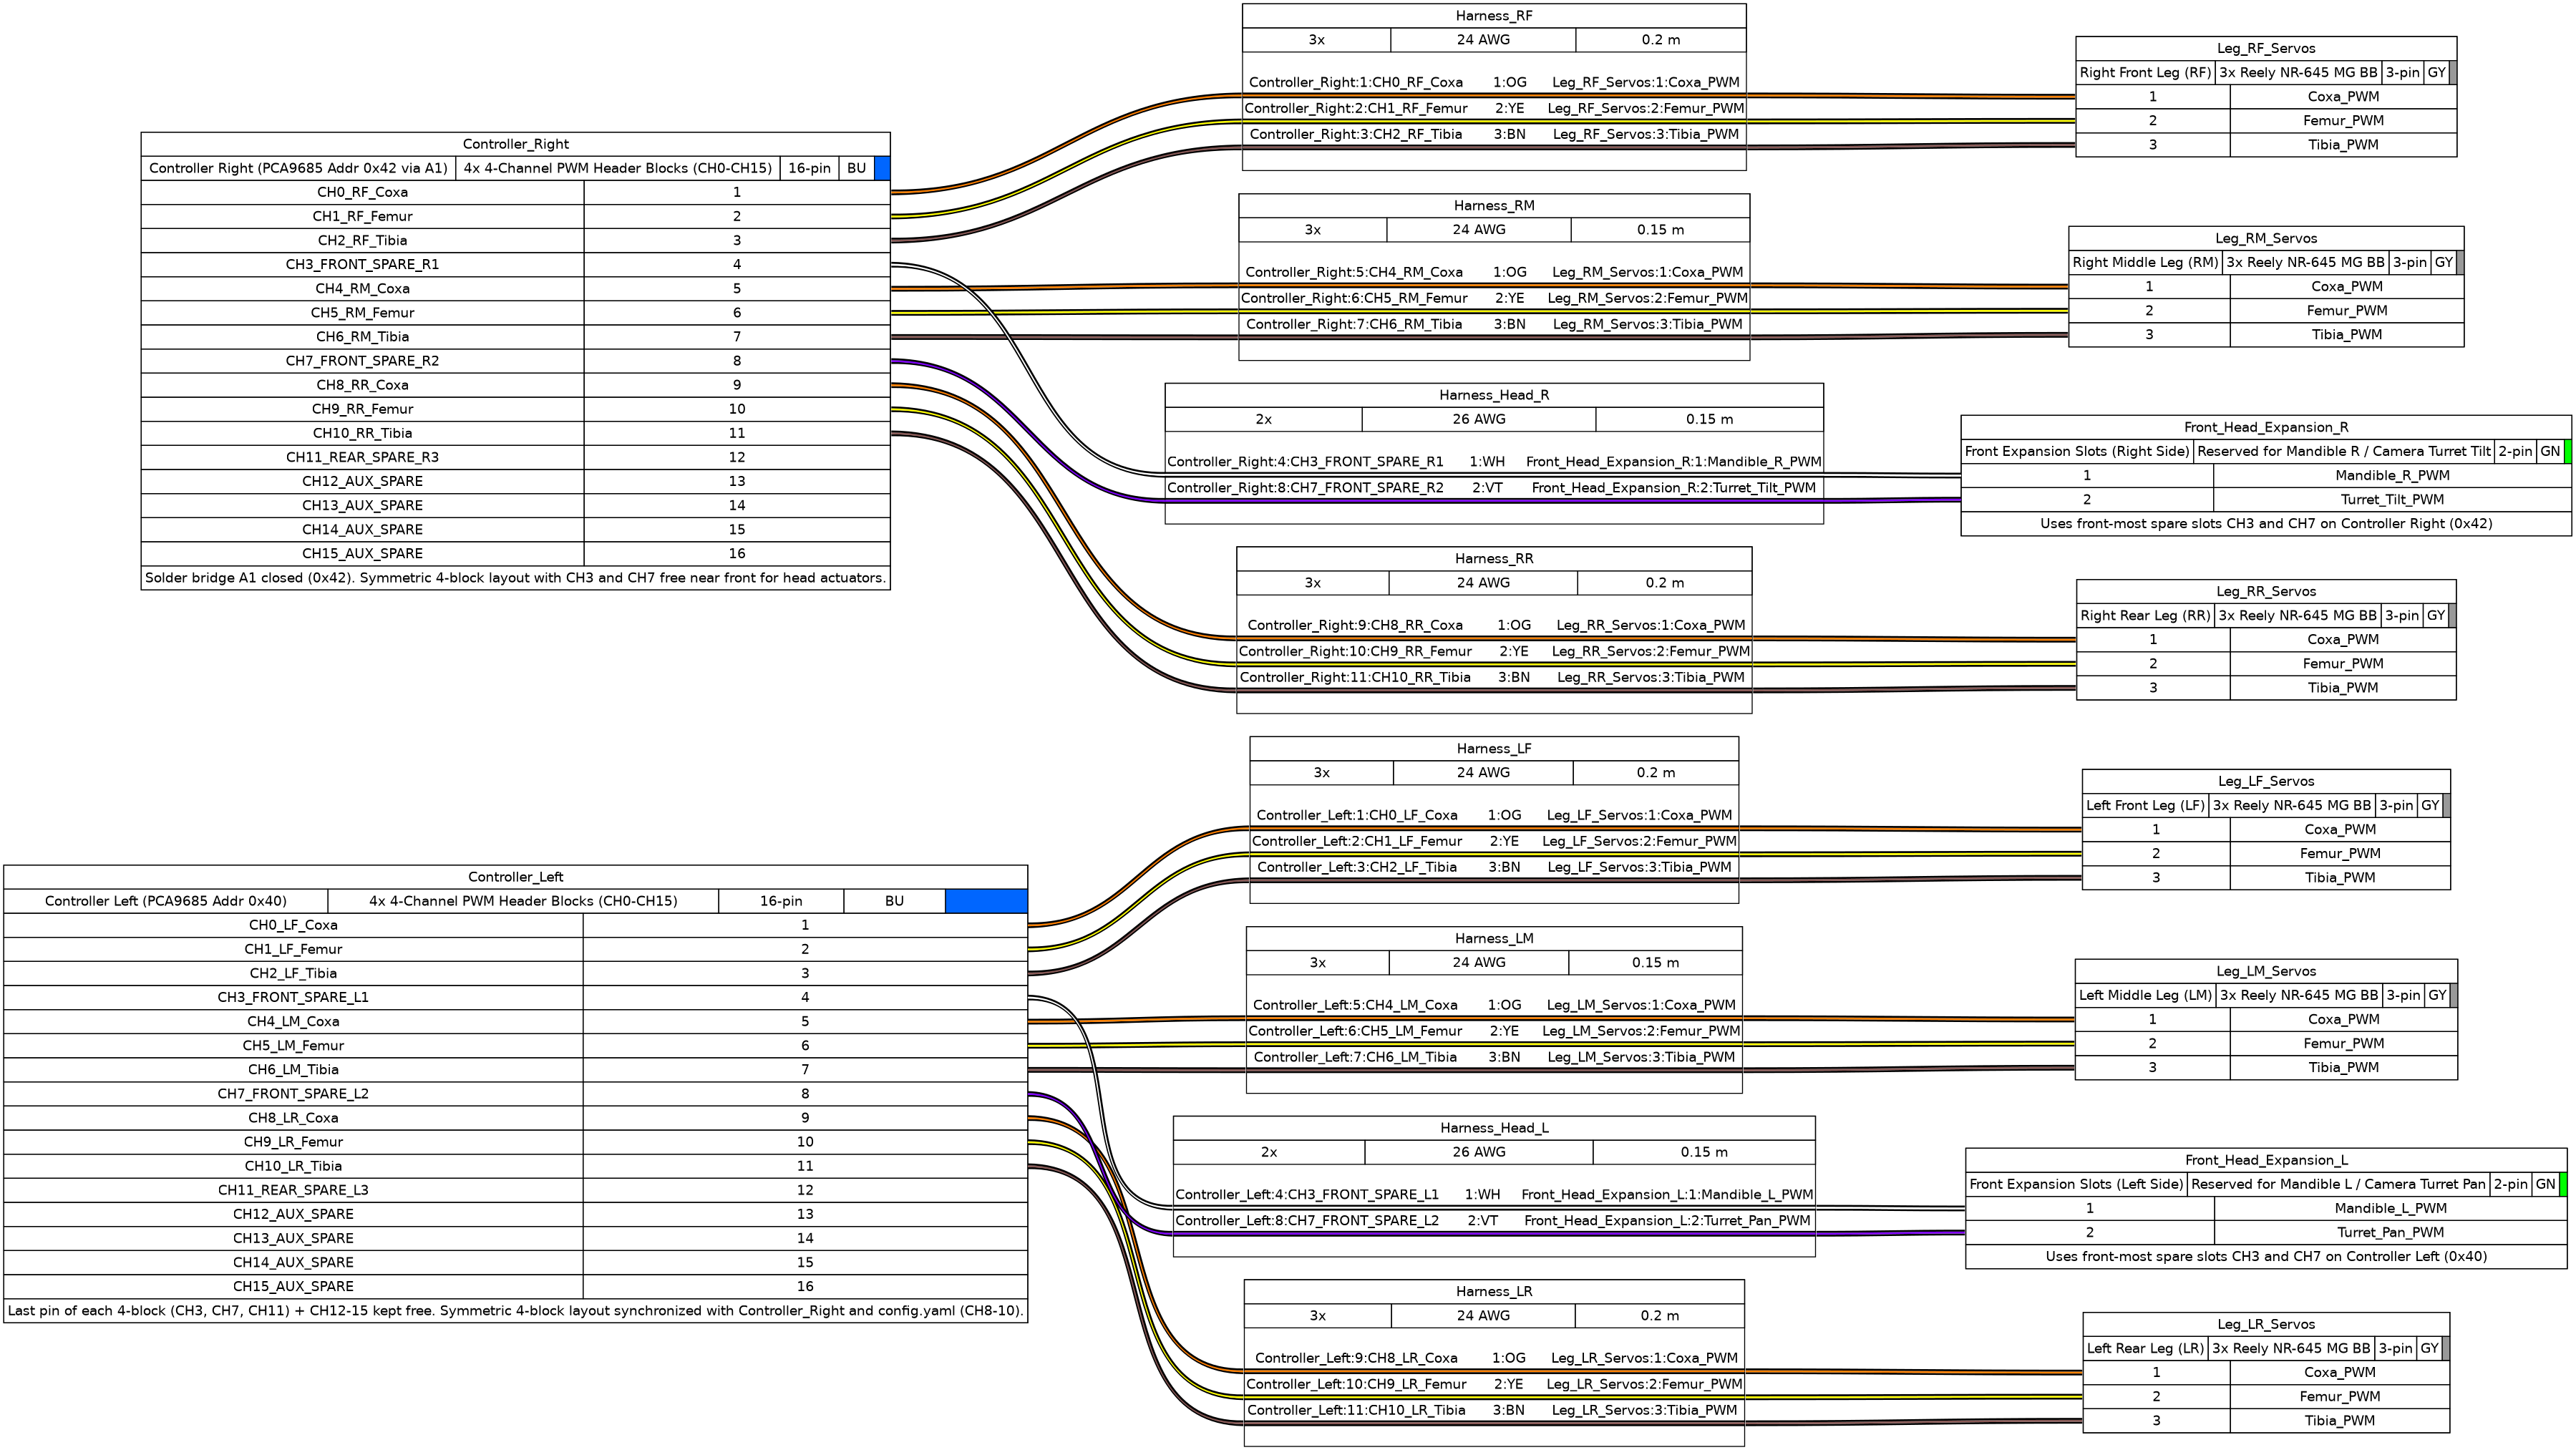 Controller_Right
Controller Right (PCA9685 Addr 0x42 via A1) 4x 4-Channel PWM Header Blocks (CH0-CH15) 16-pin BU
CH0_RF_Coxa 1
CH1_RF_Femur 2
CH2_RF_Tibia 3
CH3_FRONT_SPARE_R1 4
CH4_RM_Coxa 5
CH5_RM_Femur 6
CH6_RM_Tibia 7
CH7_FRONT_SPARE_R2 8
CH8_RR_Coxa 9
CH9_RR_Femur 10
CH10_RR_Tibia 11
CH11_REAR_SPARE_R3 12
CH12_AUX_SPARE 13
CH13_AUX_SPARE 14
CH14_AUX_SPARE 15
CH15_AUX_SPARE 16
Solder bridge A1 closed (0x42). Symmetric 4-block layout with CH3 and CH7 free near front for head actuators.
Harness_RF
3x 24 AWG 0.2 m
Controller_Right:1:CH0_RF_Coxa 1:OG Leg_RF_Servos:1:Coxa_PWM
Controller_Right:2:CH1_RF_Femur 2:YE Leg_RF_Servos:2:Femur_PWM
Controller_Right:3:CH2_RF_Tibia 3:BN Leg_RF_Servos:3:Tibia_PWM
Leg_RF_Servos
Right Front Leg (RF) 3x Reely NR-645 MG BB 3-pin GY
1 Coxa_PWM
2 Femur_PWM
3 Tibia_PWM
Harness_RM
3x 24 AWG 0.15 m
Controller_Right:5:CH4_RM_Coxa 1:OG Leg_RM_Servos:1:Coxa_PWM
Controller_Right:6:CH5_RM_Femur 2:YE Leg_RM_Servos:2:Femur_PWM
Controller_Right:7:CH6_RM_Tibia 3:BN Leg_RM_Servos:3:Tibia_PWM
Leg_RM_Servos
Right Middle Leg (RM) 3x Reely NR-645 MG BB 3-pin GY
1 Coxa_PWM
2 Femur_PWM
3 Tibia_PWM
Harness_Head_R
2x 26 AWG 0.15 m
Controller_Right:4:CH3_FRONT_SPARE_R1 1:WH Front_Head_Expansion_R:1:Mandible_R_PWM
Controller_Right:8:CH7_FRONT_SPARE_R2 2:VT Front_Head_Expansion_R:2:Turret_Tilt_PWM
Front_Head_Expansion_R
Front Expansion Slots (Right Side) Reserved for Mandible R / Camera Turret Tilt 2-pin GN
1 Mandible_R_PWM
2 Turret_Tilt_PWM
Uses front-most spare slots CH3 and CH7 on Controller Right (0x42)
Harness_RR
3x 24 AWG 0.2 m
Controller_Right:9:CH8_RR_Coxa 1:OG Leg_RR_Servos:1:Coxa_PWM
Controller_Right:10:CH9_RR_Femur 2:YE Leg_RR_Servos:2:Femur_PWM
Controller_Right:11:CH10_RR_Tibia 3:BN Leg_RR_Servos:3:Tibia_PWM
Leg_RR_Servos
Right Rear Leg (RR) 3x Reely NR-645 MG BB 3-pin GY
1 Coxa_PWM
2 Femur_PWM
3 Tibia_PWM
Controller_Left
Controller Left (PCA9685 Addr 0x40) 4x 4-Channel PWM Header Blocks (CH0-CH15) 16-pin BU
CH0_LF_Coxa 1
CH1_LF_Femur 2
CH2_LF_Tibia 3
CH3_FRONT_SPARE_L1 4
CH4_LM_Coxa 5
CH5_LM_Femur 6
CH6_LM_Tibia 7
CH7_FRONT_SPARE_L2 8
CH8_LR_Coxa 9
CH9_LR_Femur 10
CH10_LR_Tibia 11
CH11_REAR_SPARE_L3 12
CH12_AUX_SPARE 13
CH13_AUX_SPARE 14
CH14_AUX_SPARE 15
CH15_AUX_SPARE 16
Last pin of each 4-block (CH3, CH7, CH11) + CH12-15 kept free. Symmetric 4-block layout synchronized with Controller_Right and config.yaml (CH8-10).
Harness_LF
3x 24 AWG 0.2 m
Controller_Left:1:CH0_LF_Coxa 1:OG Leg_LF_Servos:1:Coxa_PWM
Controller_Left:2:CH1_LF_Femur 2:YE Leg_LF_Servos:2:Femur_PWM
Controller_Left:3:CH2_LF_Tibia 3:BN Leg_LF_Servos:3:Tibia_PWM
Leg_LF_Servos
Left Front Leg (LF) 3x Reely NR-645 MG BB 3-pin GY
1 Coxa_PWM
2 Femur_PWM
3 Tibia_PWM
Harness_LM
3x 24 AWG 0.15 m
Controller_Left:5:CH4_LM_Coxa 1:OG Leg_LM_Servos:1:Coxa_PWM
Controller_Left:6:CH5_LM_Femur 2:YE Leg_LM_Servos:2:Femur_PWM
Controller_Left:7:CH6_LM_Tibia 3:BN Leg_LM_Servos:3:Tibia_PWM
Leg_LM_Servos
Left Middle Leg (LM) 3x Reely NR-645 MG BB 3-pin GY
1 Coxa_PWM
2 Femur_PWM
3 Tibia_PWM
Harness_Head_L
2x 26 AWG 0.15 m
Controller_Left:4:CH3_FRONT_SPARE_L1 1:WH Front_Head_Expansion_L:1:Mandible_L_PWM
Controller_Left:8:CH7_FRONT_SPARE_L2 2:VT Front_Head_Expansion_L:2:Turret_Pan_PWM
Front_Head_Expansion_L
Front Expansion Slots (Left Side) Reserved for Mandible L / Camera Turret Pan 2-pin GN
1 Mandible_L_PWM
2 Turret_Pan_PWM
Uses front-most spare slots CH3 and CH7 on Controller Left (0x40)
Harness_LR
3x 24 AWG 0.2 m
Controller_Left:9:CH8_LR_Coxa 1:OG Leg_LR_Servos:1:Coxa_PWM
Controller_Left:10:CH9_LR_Femur 2:YE Leg_LR_Servos:2:Femur_PWM
Controller_Left:11:CH10_LR_Tibia 3:BN Leg_LR_Servos:3:Tibia_PWM
Leg_LR_Servos
Left Rear Leg (LR) 3x Reely NR-645 MG BB 3-pin GY
1 Coxa_PWM
2 Femur_PWM
3 Tibia_PWM